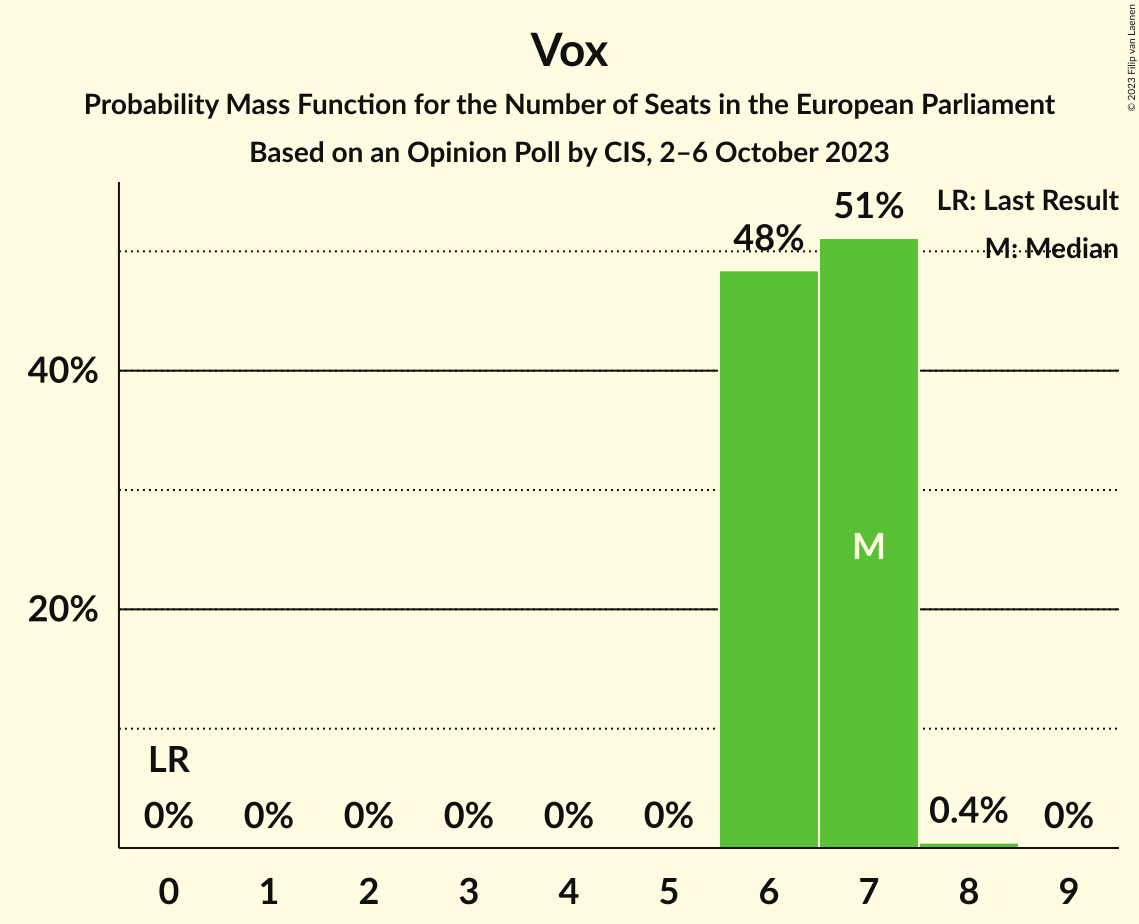 © 2023 Filip van Laenen
Vox
Probability Mass Function for the Number of Seats in the European Parliament
Based on an Opinion Poll by CIS, 2–6 October 2023
LR: Last Result
M: Median
51%
48%
40%
M
20%
LR
0% 0% 0% 0% 0% 0% 0.4% 0%
0 1 2 3 4 5 6 7 8 9